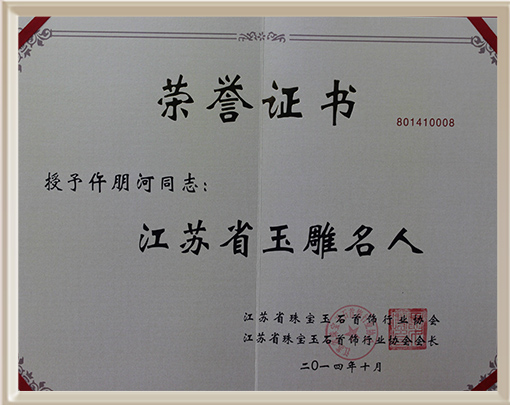 荣誉证书
801410008
授予仵朋河同志：
江苏省玉雕名人
江苏省珠宝玉石首饰行业协会
江苏省珠宝玉石首饰行业协会会长
二〇一四年十月